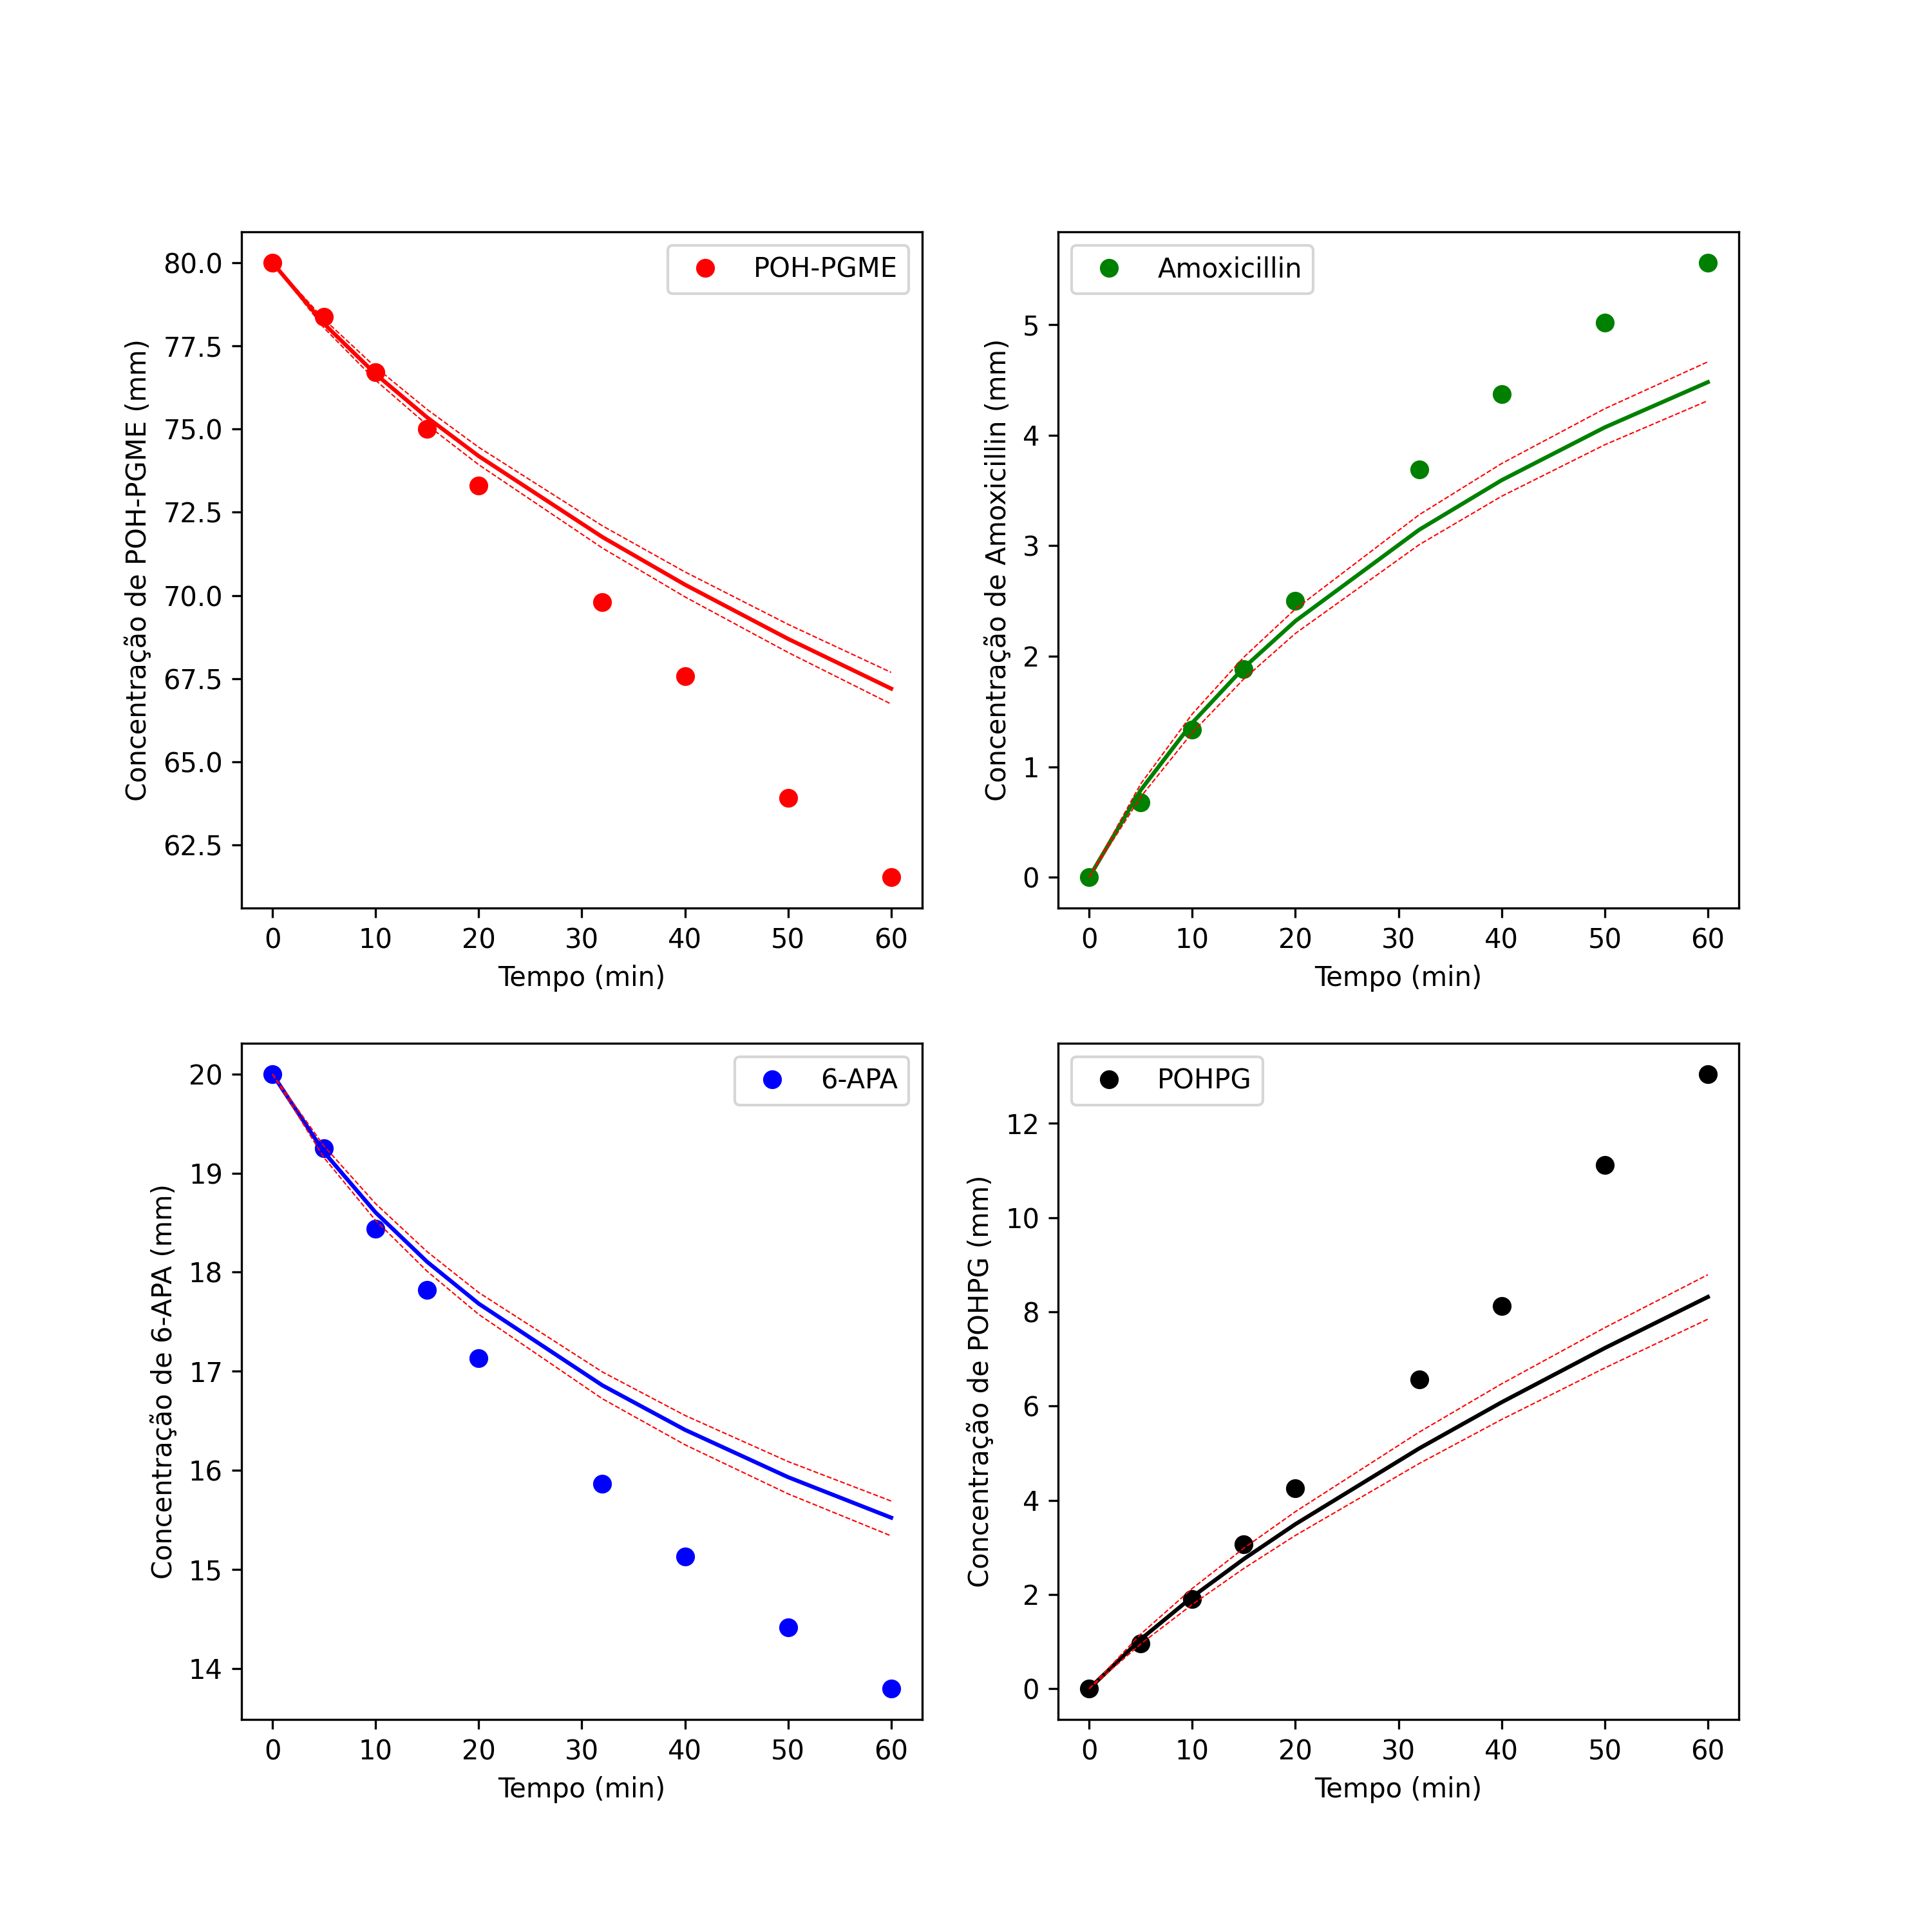 POH-PGME
80.0
77.5
75.0
72.5
70.0
67.5
65.0
62.5
Concentração de POH-PGME (mm)
0 10 20 30 40 50 60
Tempo (min)
Amoxicillin
5
4
3
2
1
0
Concentração de Amoxicillin (mm)
0 10 20 30 40 50 60
Tempo (min)
6-APA
20
19
18
17
16
15
14
Concentração de 6-APA (mm)
0 10 20 30 40 50 60
Tempo (min)
POHPG
12
10
8
6
4
2
0
Concentração de POHPG (mm)
0 10 20 30 40 50 60
Tempo (min)